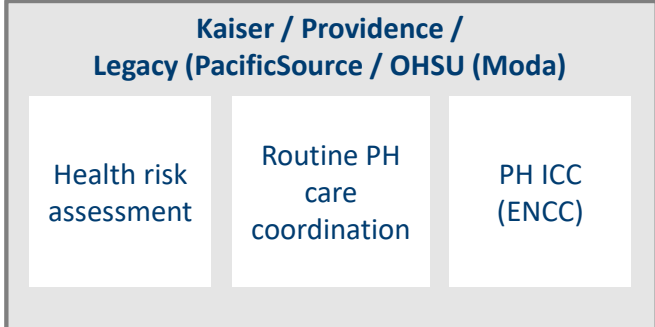 Kaiser / Providence /
Legacy (PacificSource / OHSU (Moda)
Health risk
assessment
Routine PH
care
coordination
PH ICC
(ENCC)